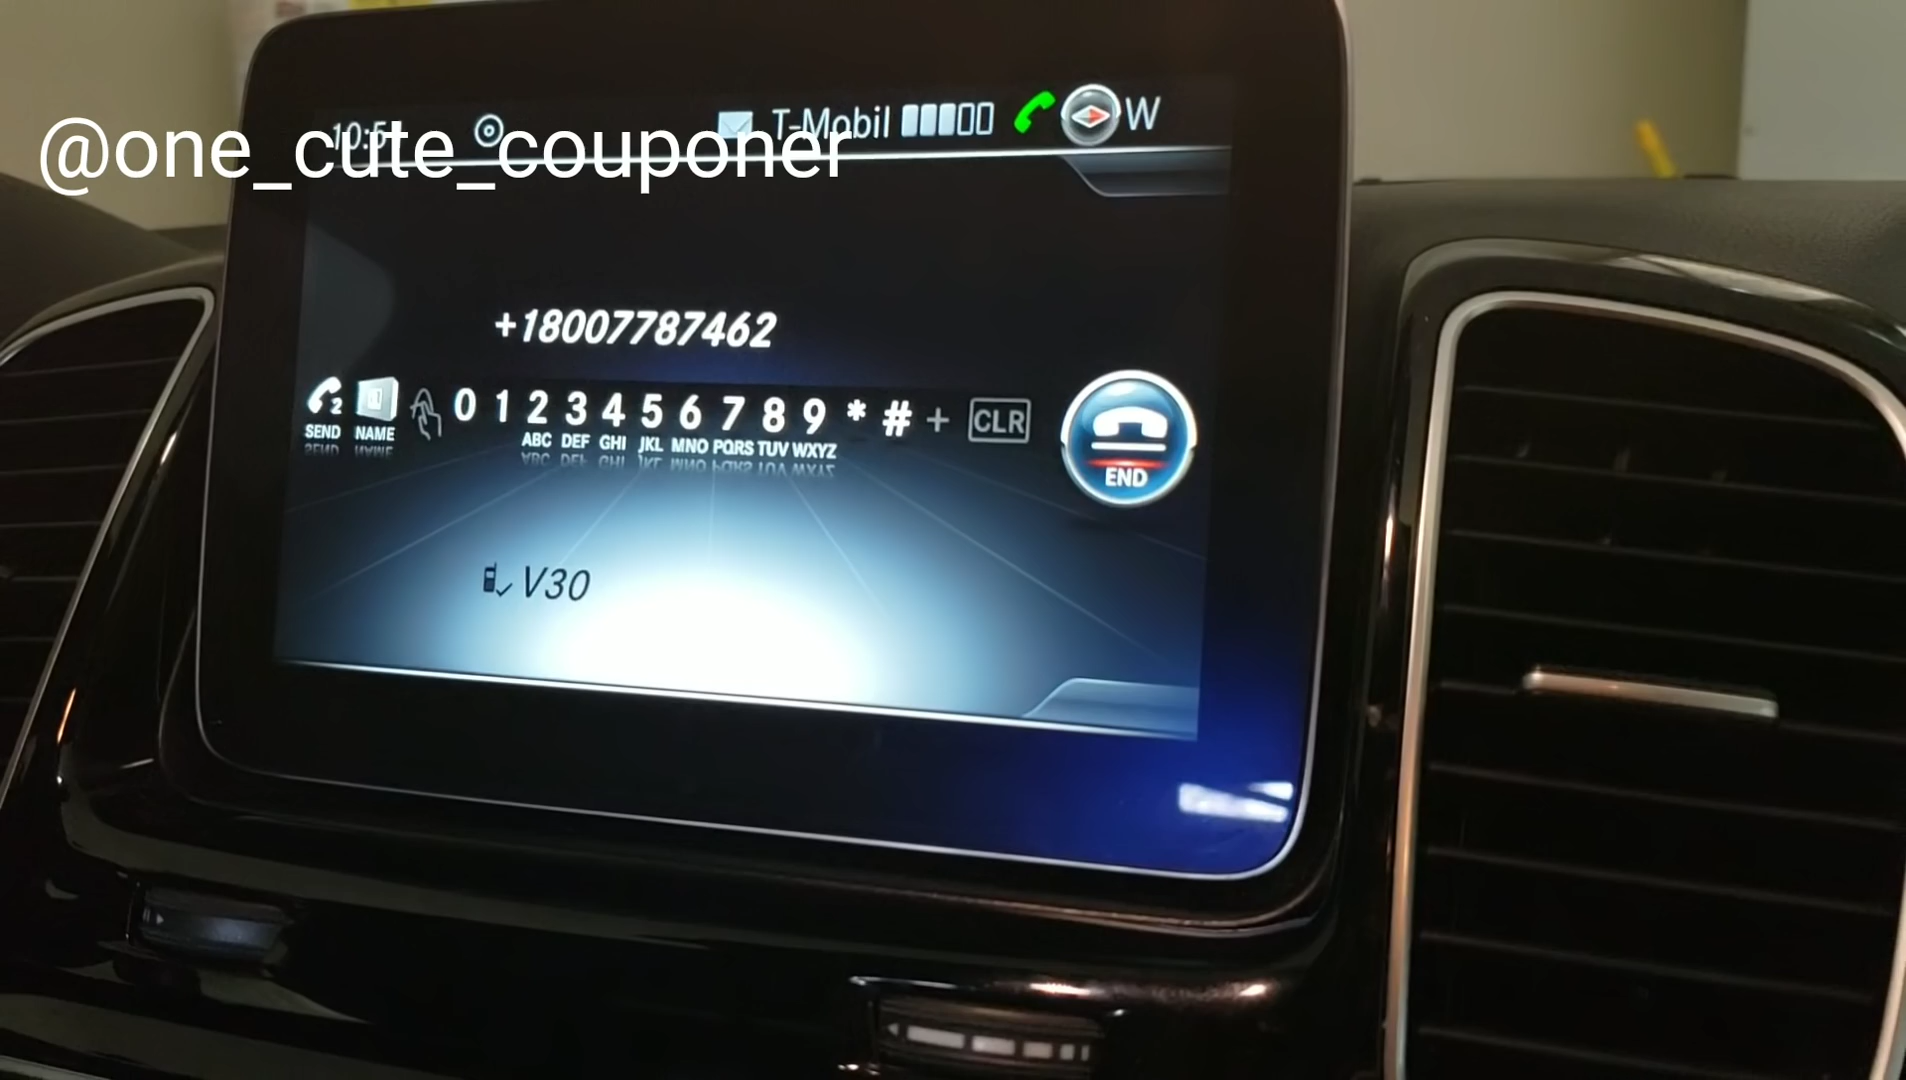 @one_cute_couponer
T-Mobil W
+18007787462
0 1 2 3 4 5 6 7 8 9 * # + CLR
SEND NAME ABC DEF GHI JKL MNO PQRS TUV WXYZ
END
V30